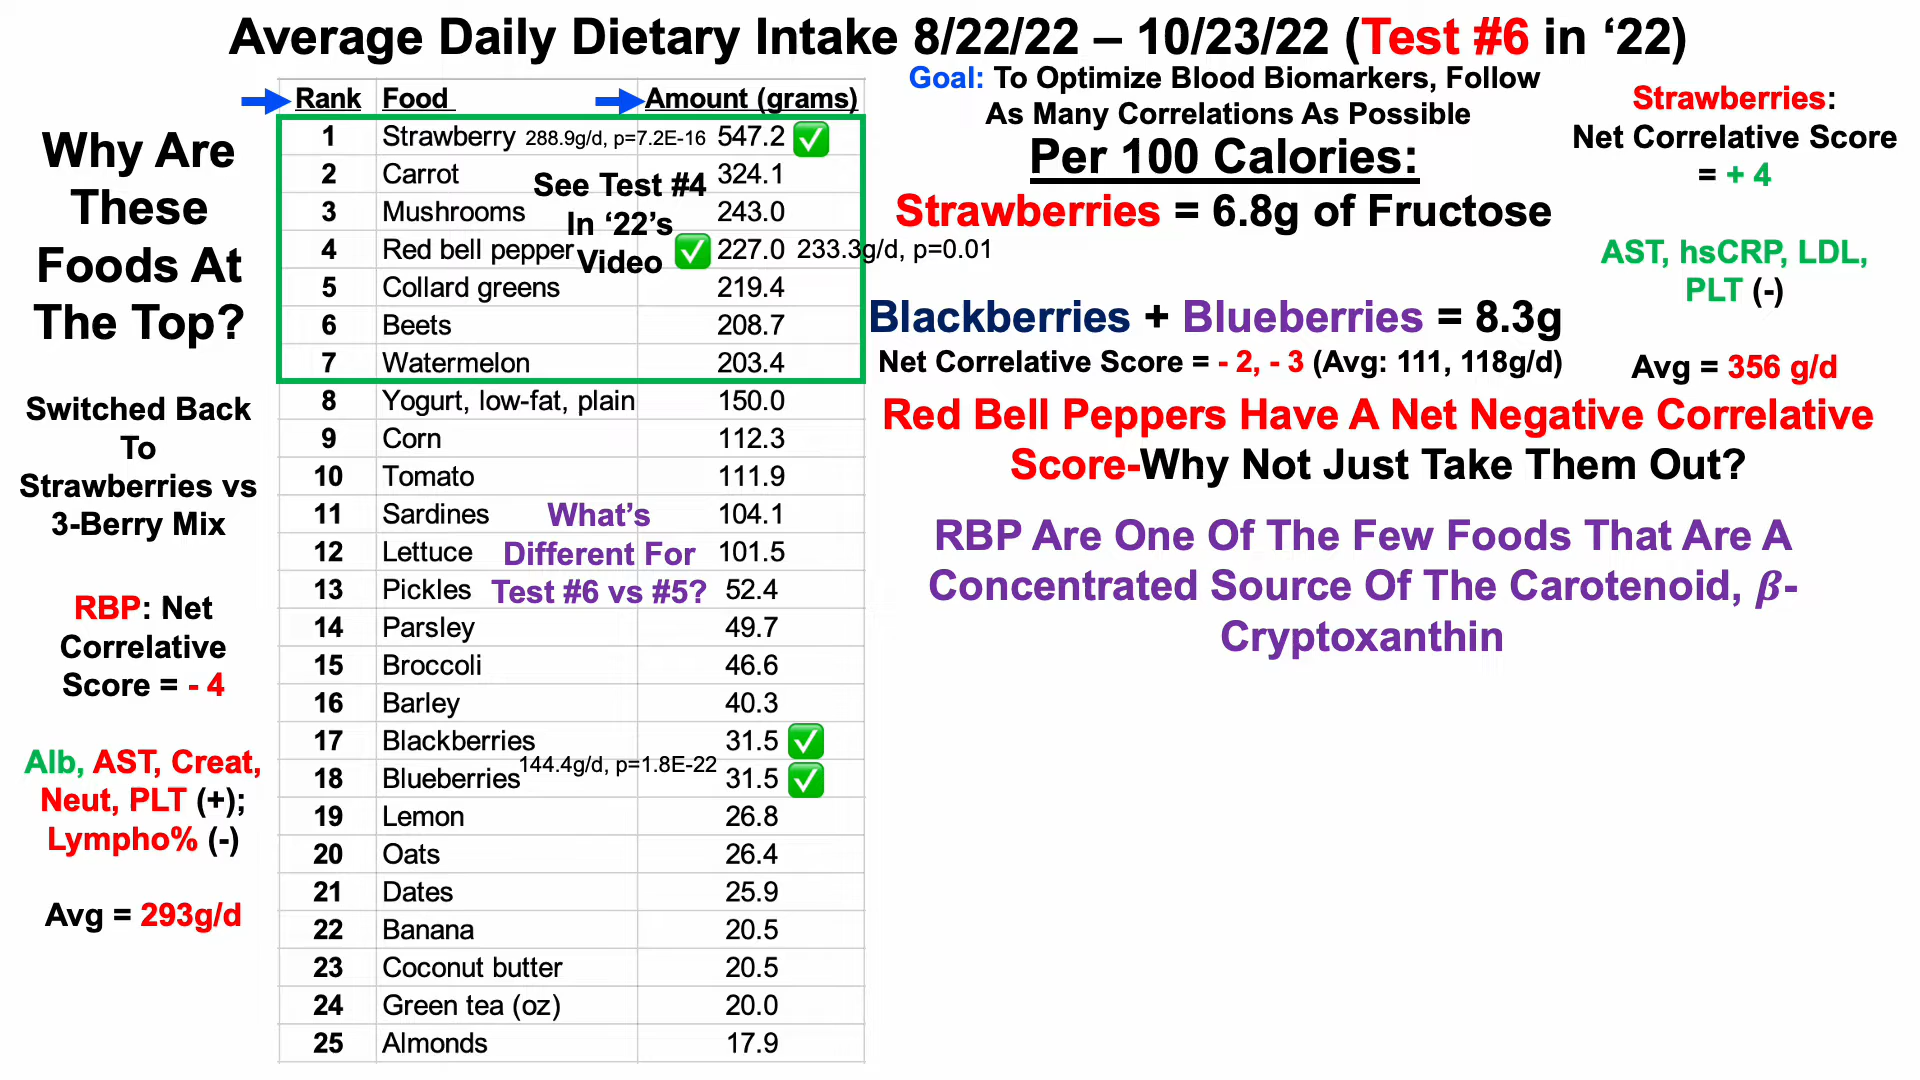 Average Daily Dietary Intake 8/22/22 – 10/23/22 (Test #6 in ‘22)
Why Are
These
Foods At
The Top?
Switched Back
To
Strawberries vs
3-Berry Mix
RBP: Net
Correlative
Score = - 4
Alb, AST, Creat,
Neut, PLT (+);
Lympho% (-)
Avg = 293g/d
Rank Food Amount (grams)
1 Strawberry 288.9g/d, p=7.2E-16 547.2
2 Carrot 324.1
3 Mushrooms 243.0
4 Red bell pepper 227.0 233.3g/d, p=0.01
5 Collard greens 219.4
6 Beets 208.7
7 Watermelon 203.4
8 Yogurt, low-fat, plain 150.0
9 Corn 112.3
10 Tomato 111.9
11 Sardines 104.1
12 Lettuce 101.5
13 Pickles 52.4
14 Parsley 49.7
15 Broccoli 46.6
16 Barley 40.3
17 Blackberries 31.5
144.4g/d, p=1.8E-22
18 Blueberries 31.5
19 Lemon 26.8
20 Oats 26.4
21 Dates 25.9
22 Banana 20.5
23 Coconut butter 20.5
24 Green tea (oz) 20.0
25 Almonds 17.9
See Test #4
In ‘22’s
Video
What’s
Different For
Test #6 vs #5?
Goal: To Optimize Blood Biomarkers, Follow
As Many Correlations As Possible
Per 100 Calories:
Strawberries = 6.8g of Fructose
Blackberries + Blueberries = 8.3g
Net Correlative Score = - 2, - 3 (Avg: 111, 118g/d)
Strawberries:
Net Correlative Score
= + 4
AST, hsCRP, LDL,
PLT (-)
Avg = 356 g/d
Red Bell Peppers Have A Net Negative Correlative
Score-Why Not Just Take Them Out?
RBP Are One Of The Few Foods That Are A
Concentrated Source Of The Carotenoid, β-
Cryptoxanthin